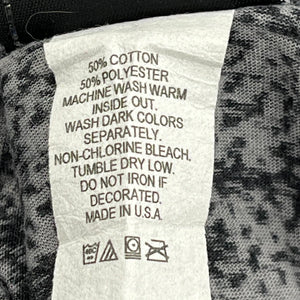 50% COTTON
50% POLYESTER
MACHINE WASH WARM
INSIDE OUT.
WASH DARK COLORS
SEPARATELY.
NON-CHLORINE BLEACH.
TUMBLE DRY LOW.
DO NOT IRON IF
DECORATED.
MADE IN U.S.A.